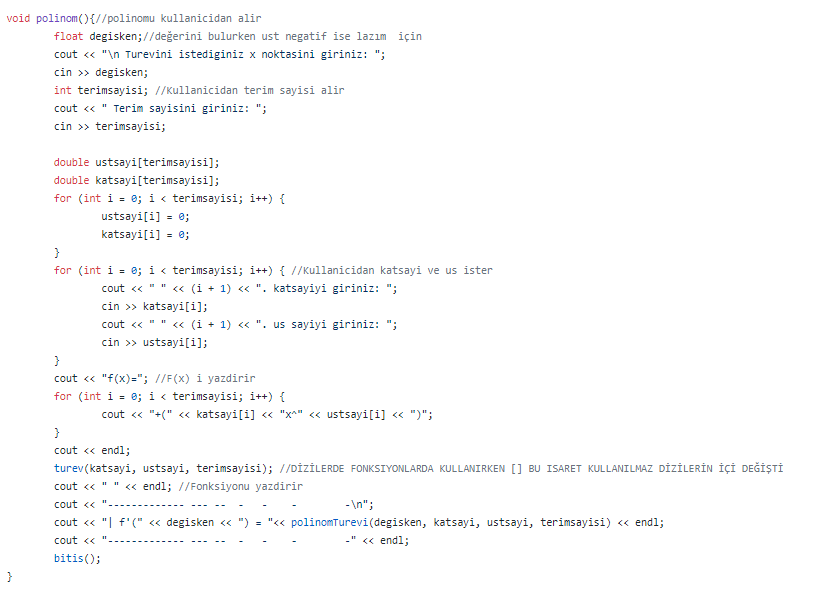 void polinom(){//polinomu kullanicidan alir
float degisken;//değerini bulurken ust negatif ise lazım  için
cout << "\n Turevini istediginiz x noktasini giriniz: ";
cin >> degisken;
int terimsayisi; //Kullanicidan terim sayisi alir
cout << " Terim sayisini giriniz: ";
cin >> terimsayisi;
double ustsayi[terimsayisi];
double katsayi[terimsayisi];
for (int i = 0; i < terimsayisi; i++) {
ustsayi[i] = 0;
katsayi[i] = 0;
}
for (int i = 0; i < terimsayisi; i++) { //Kullanicidan katsayi ve us ister
cout << " " << (i + 1) << ". katsayiyi giriniz: ";
cin >> katsayi[i];
cout << " " << (i + 1) << ". us sayiyi giriniz: ";
cin >> ustsayi[i];
}
cout << "f(x)="; //F(x) i yazdirir
for (int i = 0; i < terimsayisi; i++) {
cout << "+(" << katsayi[i] << "x^" << ustsayi[i] << ")";
}
cout << endl;
turev(katsayi, ustsayi, terimsayisi); //DİZİLERDE FONKSIYONLARDA KULLANIRKEN [] BU ISARET KULLANILMAZ DİZİLERİN İÇİ DEĞİŞTİ
cout << " " << endl; //Fonksiyonu yazdirir
cout << "------------- --- --  -   -    -        -\n";
cout << "| f'(" << degisken << ") = "<< polinomTurevi(degisken, katsayi, ustsayi, terimsayisi) << endl;
cout << "------------- --- --  -   -    -        -" << endl;
bitis();
}